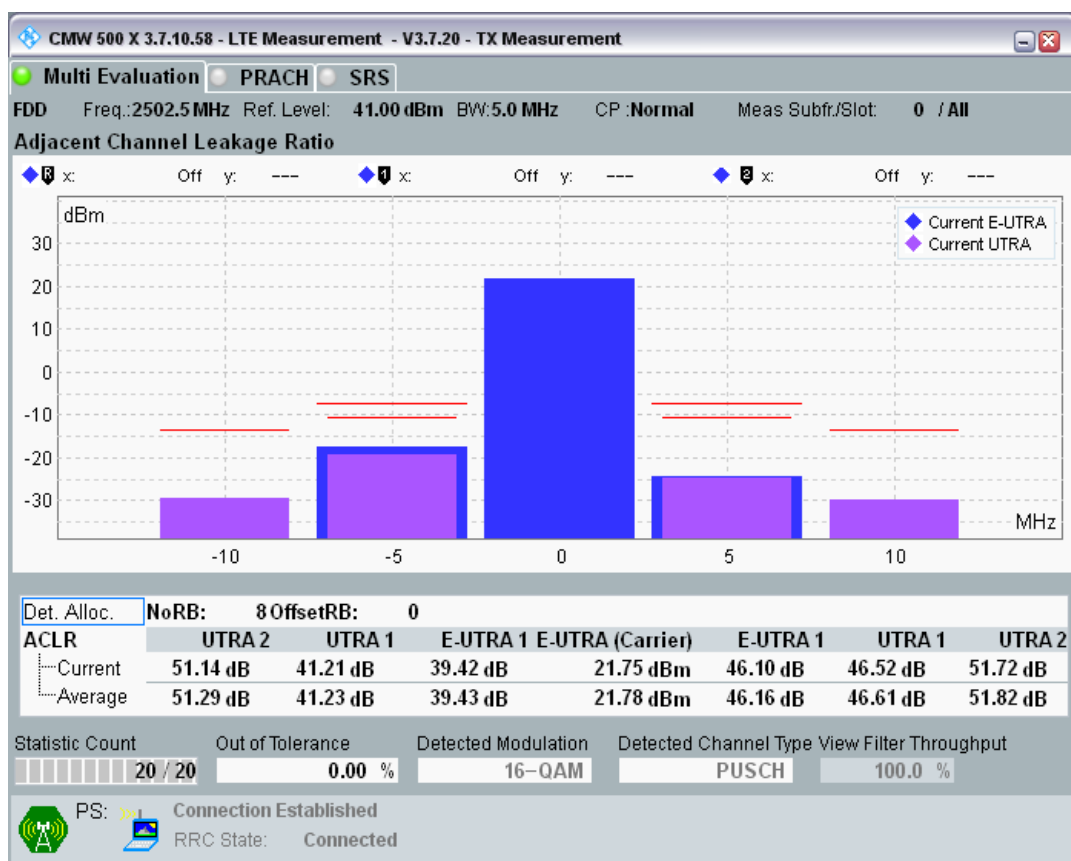 CMW 500 X 3.7.10.58 - LTE Measurement - V3.7.20 - TX Measurement
Multi Evaluation PRACH SRS
FDD Freq.:2502.5 MHz Ref. Level: 41.00 dBm BW:5.0 MHz CP :Normal Meas Subfr./Slot: 0 / All
Adjacent Channel Leakage Ratio
R x: Off y: --- 1 x: Off y: --- 2 x: Off y: ---
dBm
Current E-UTRA
Current UTRA
30
20
10
0
-10
-20
-30
MHz
-10 -5 0 5 10
Det. Alloc. NoRB: 8 OffsetRB: 0
ACLR UTRA 2 UTRA 1 E-UTRA 1 E-UTRA (Carrier) E-UTRA 1 UTRA 1 UTRA 2
Current 51.14 dB 41.21 dB 39.42 dB 21.75 dBm 46.10 dB 46.52 dB 51.72 dB
Average 51.29 dB 41.23 dB 39.43 dB 21.78 dBm 46.16 dB 46.61 dB 51.82 dB
Statistic Count Out of Tolerance Detected Modulation Detected Channel Type View Filter Throughput
20 / 20 0.00 % 16-QAM PUSCH 100.0 %
PS: Connection Established
RRC State: Connected